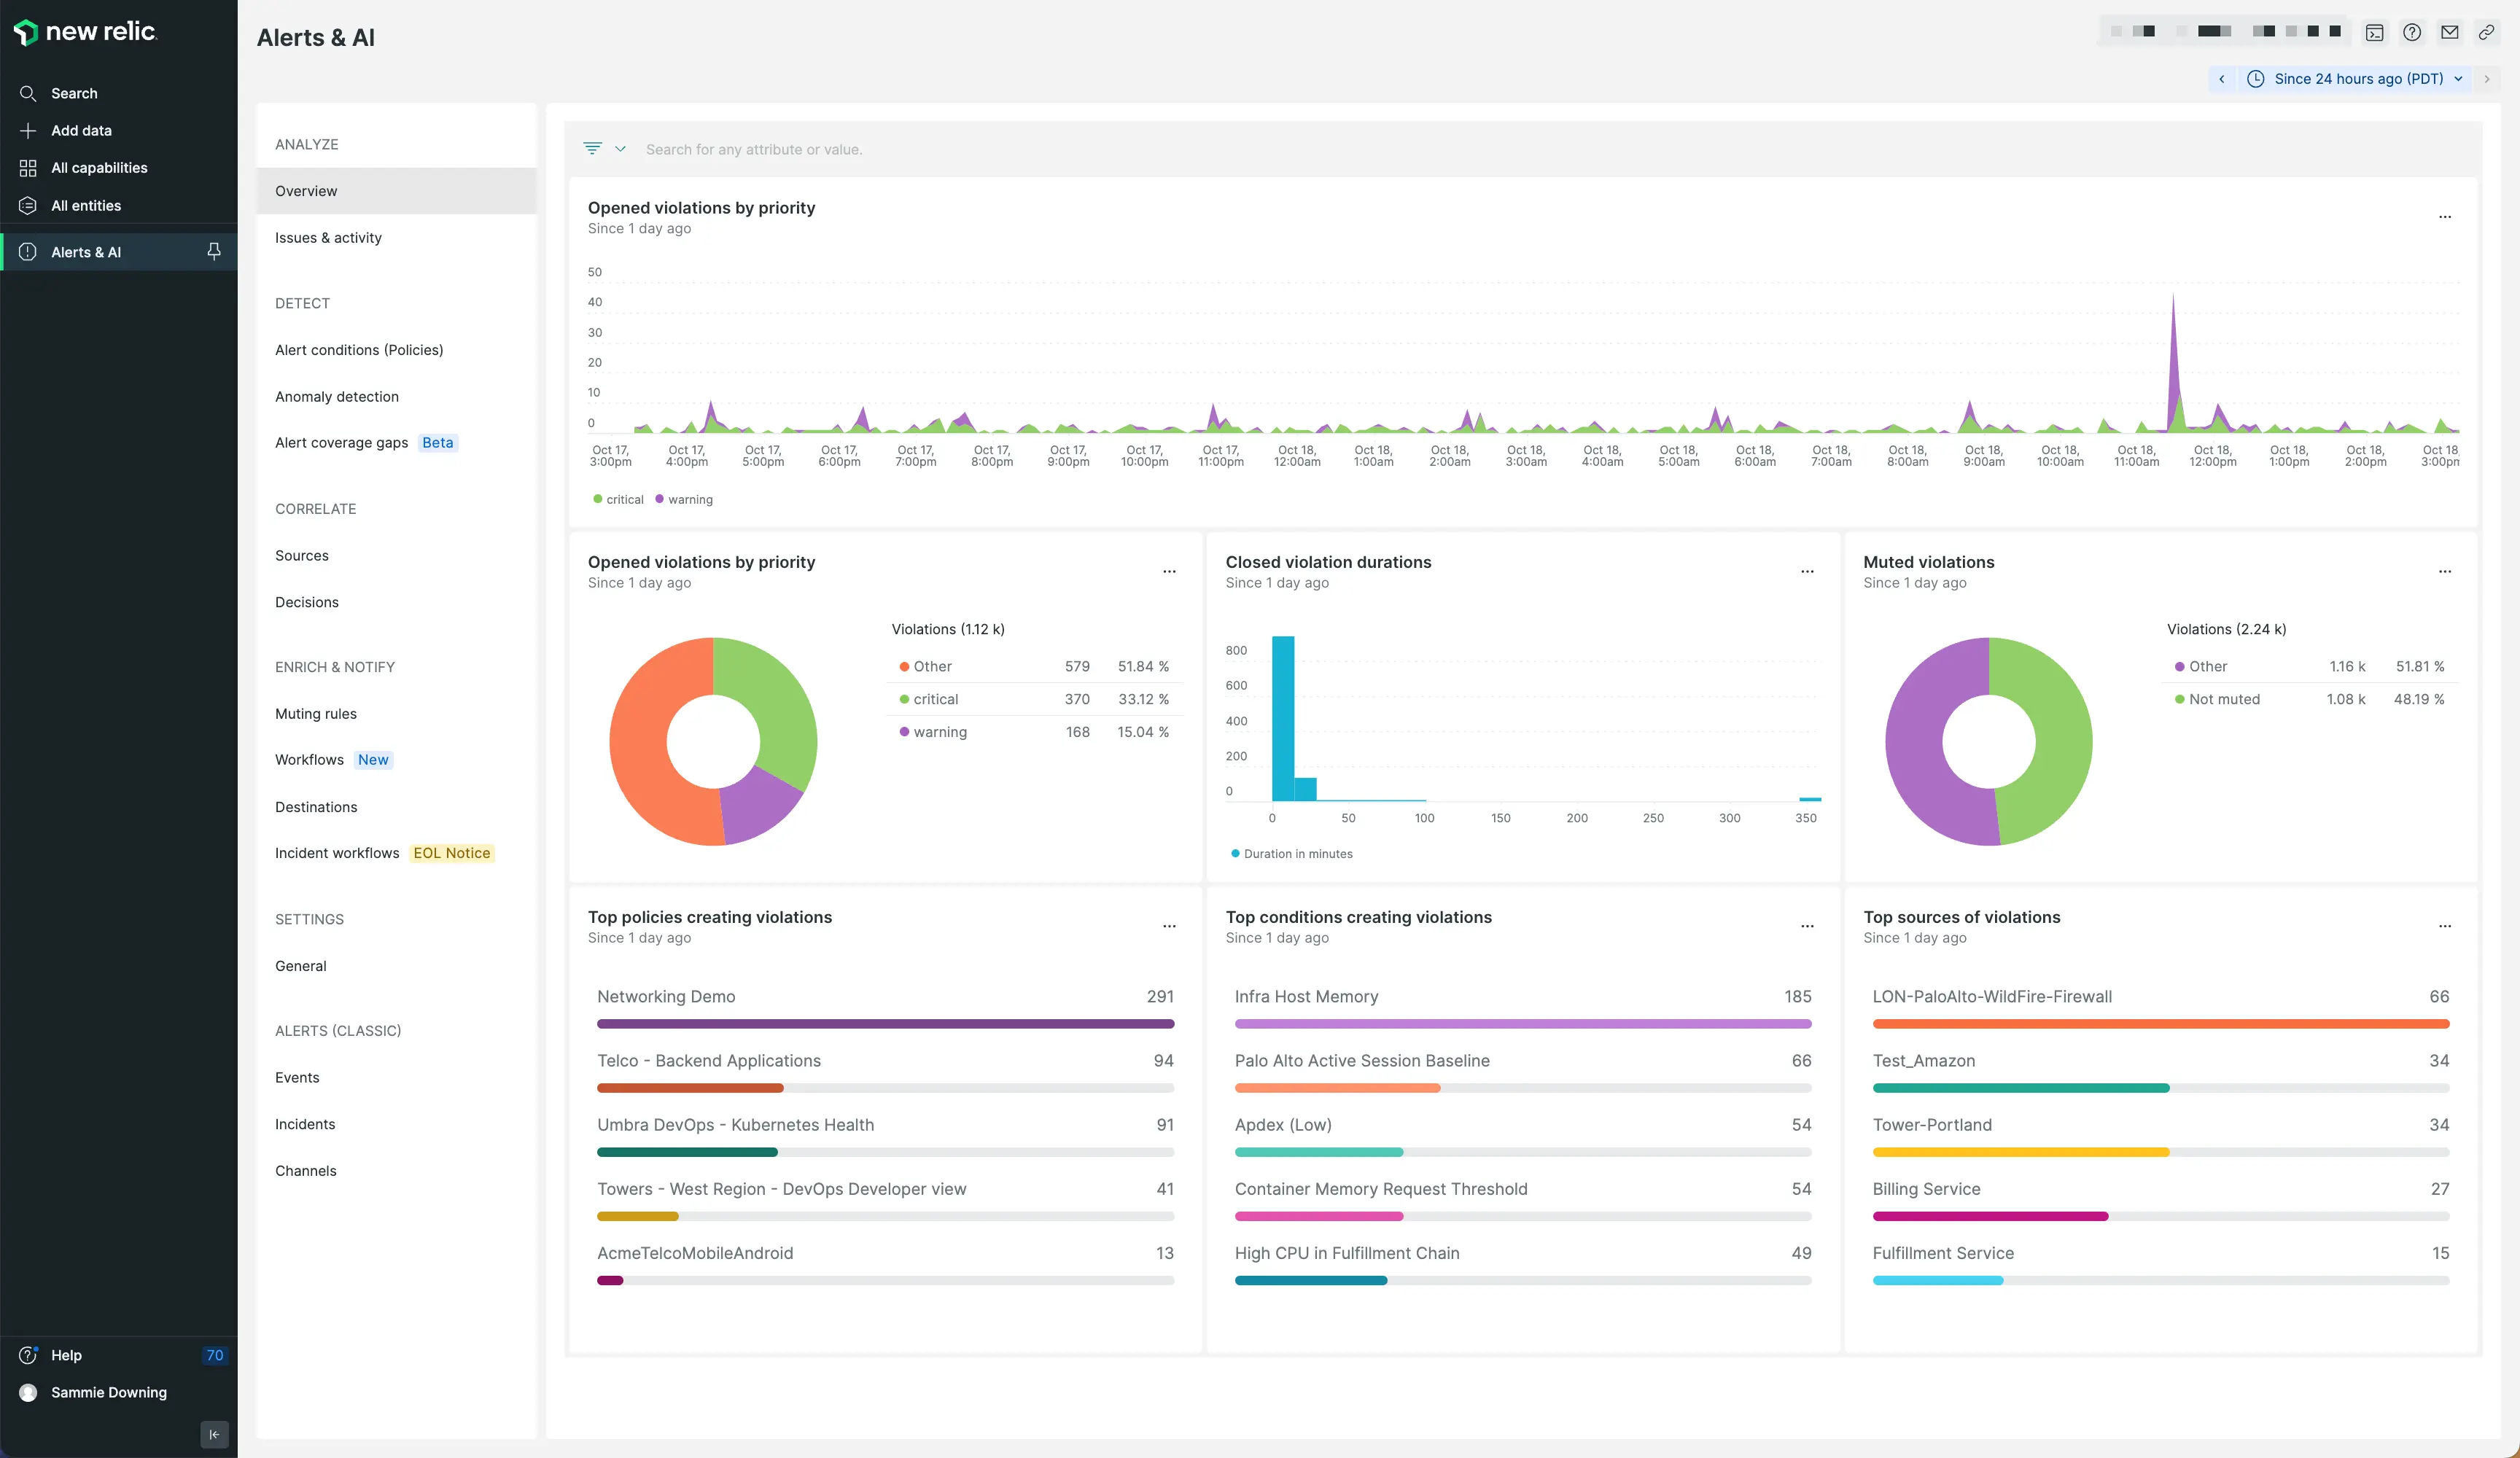 new relic.
Search
Add data
All capabilities
All entities
Alerts & AI
Help 70
Sammie Downing
Alerts & AI
Since 24 hours ago (PDT)
ANALYZE
Overview
Issues & activity
DETECT
Alert conditions (Policies)
Anomaly detection
Alert coverage gaps Beta
CORRELATE
Sources
Decisions
ENRICH & NOTIFY
Muting rules
Workflows New
Destinations
Incident workflows EOL Notice
SETTINGS
General
ALERTS (CLASSIC)
Events
Incidents
Channels
Search for any attribute or value.
Opened violations by priority
Since 1 day ago
50
40
30
20
10
0
Oct 17, Oct 17, Oct 17, Oct 17, Oct 17, Oct 17, Oct 17, Oct 17, Oct 17, Oct 18, Oct 18, Oct 18, Oct 18, Oct 18, Oct 18, Oct 18, Oct 18, Oct 18, Oct 18, Oct 18, Oct 18, Oct 18, Oct 18, Oct 18, Oct 18
3:00pm 4:00pm 5:00pm 6:00pm 7:00pm 8:00pm 9:00pm 10:00pm 11:00pm 12:00am 1:00am 2:00am 3:00am 4:00am 5:00am 6:00am 7:00am 8:00am 9:00am 10:00am 11:00am 12:00pm 1:00pm 2:00pm 3:00pm
critical warning
Opened violations by priority
Since 1 day ago
Violations (1.12 k)
Other 579 51.84 %
critical 370 33.12 %
warning 168 15.04 %
Closed violation durations
Since 1 day ago
800
600
400
200
0
0 50 100 150 200 250 300 350
Duration in minutes
Muted violations
Since 1 day ago
Violations (2.24 k)
Other 1.16 k 51.81 %
Not muted 1.08 k 48.19 %
Top policies creating violations
Since 1 day ago
Networking Demo 291
Telco - Backend Applications 94
Umbra DevOps - Kubernetes Health 91
Towers - West Region - DevOps Developer view 41
AcmeTelcoMobileAndroid 13
Top conditions creating violations
Since 1 day ago
Infra Host Memory 185
Palo Alto Active Session Baseline 66
Apdex (Low) 54
Container Memory Request Threshold 54
High CPU in Fulfillment Chain 49
Top sources of violations
Since 1 day ago
LON-PaloAlto-WildFire-Firewall 66
Test_Amazon 34
Tower-Portland 34
Billing Service 27
Fulfillment Service 15